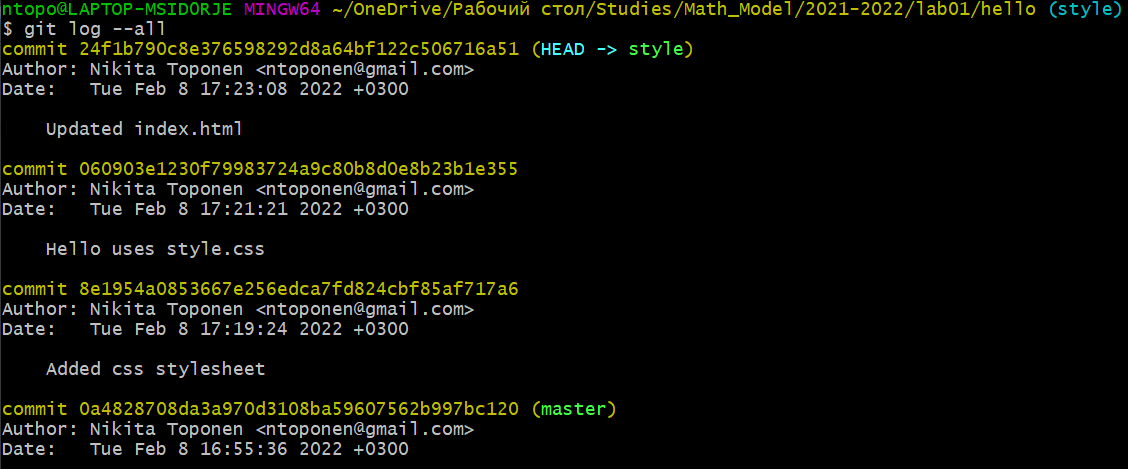 ntopo@LAPTOP-MSIDORJE MINGW64 ~/OneDrive/Рабочий стол/Studies/Math_Model/2021-2022/lab01/hello (style)
$ git log --all
commit 24f1b790c8e376598292d8a64bf122c506716a51 (HEAD -> style)
Author: Nikita Toponen <ntoponen@gmail.com>
Date:   Tue Feb 8 17:23:08 2022 +0300
    Updated index.html
commit 060903e1230f79983724a9c80b8d0e8b23b1e355
Author: Nikita Toponen <ntoponen@gmail.com>
Date:   Tue Feb 8 17:21:21 2022 +0300
    Hello uses style.css
commit 8e1954a0853667e256edca7fd824cbf85af717a6
Author: Nikita Toponen <ntoponen@gmail.com>
Date:   Tue Feb 8 17:19:24 2022 +0300
    Added css stylesheet
commit 0a4828708da3a970d3108ba59607562b997bc120 (master)
Author: Nikita Toponen <ntoponen@gmail.com>
Date:   Tue Feb 8 16:55:36 2022 +0300